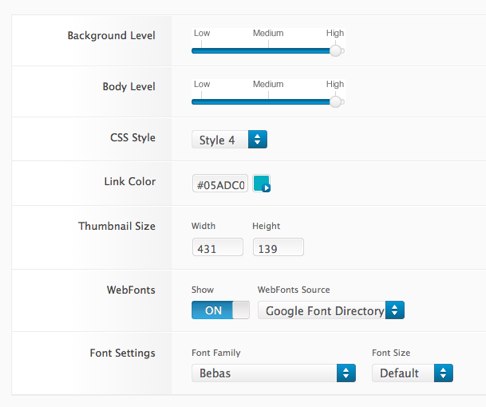 Background Level
Low Medium High
Body Level
Low Medium High
CSS Style
Style 4
Link Color
#05ADC0
Thumbnail Size
Width Height
431 139
WebFonts
Show WebFonts Source
ON Google Font Directory
Font Settings
Font Family Font Size
Bebas Default